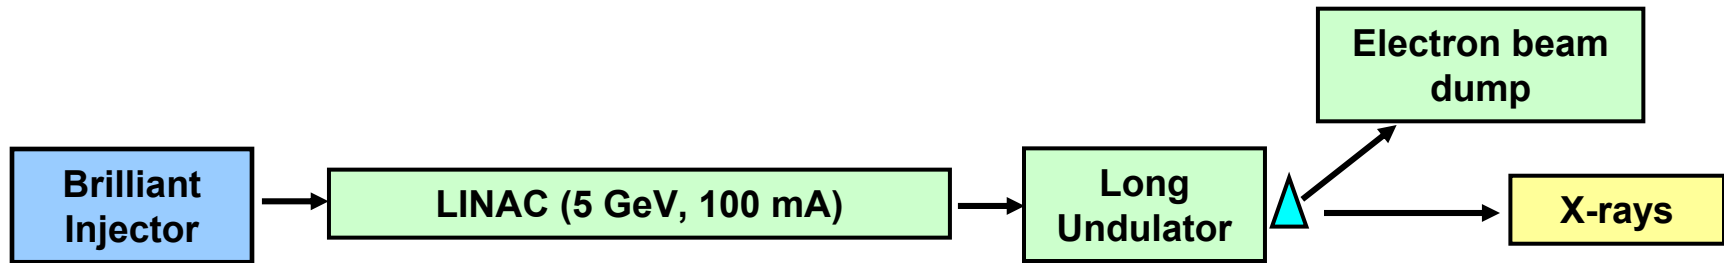 Brilliant
Injector
LINAC (5 GeV, 100 mA)
Long
Undulator
Electron beam
dump
X-rays